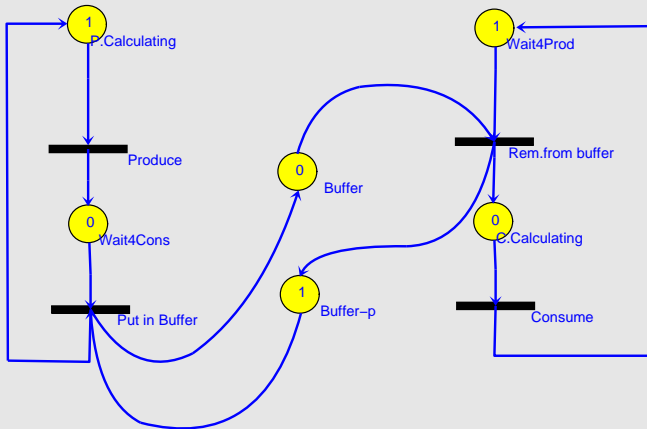 1
P.Calculating
1
Wait4Prod
Produce
Rem.from buffer
0
Buffer
0
Wait4Cons
0
C.Calculating
1
Buffer-p
Put in Buffer
Consume